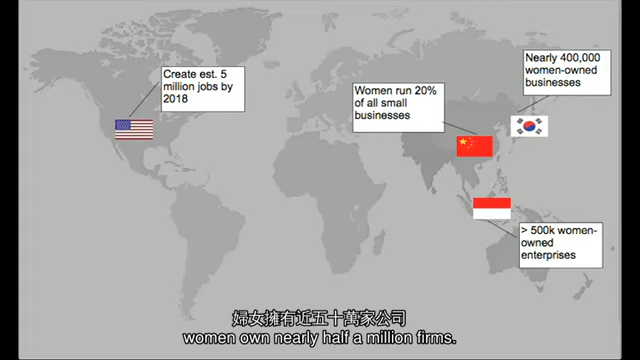 Create est. 5
million jobs by
2018
Women run 20%
of all small
businesses
Nearly 400,000
women-owned
businesses
> 500k women-
owned
enterprises
婦女擁有近五十萬家公司
women own nearly half a million firms.